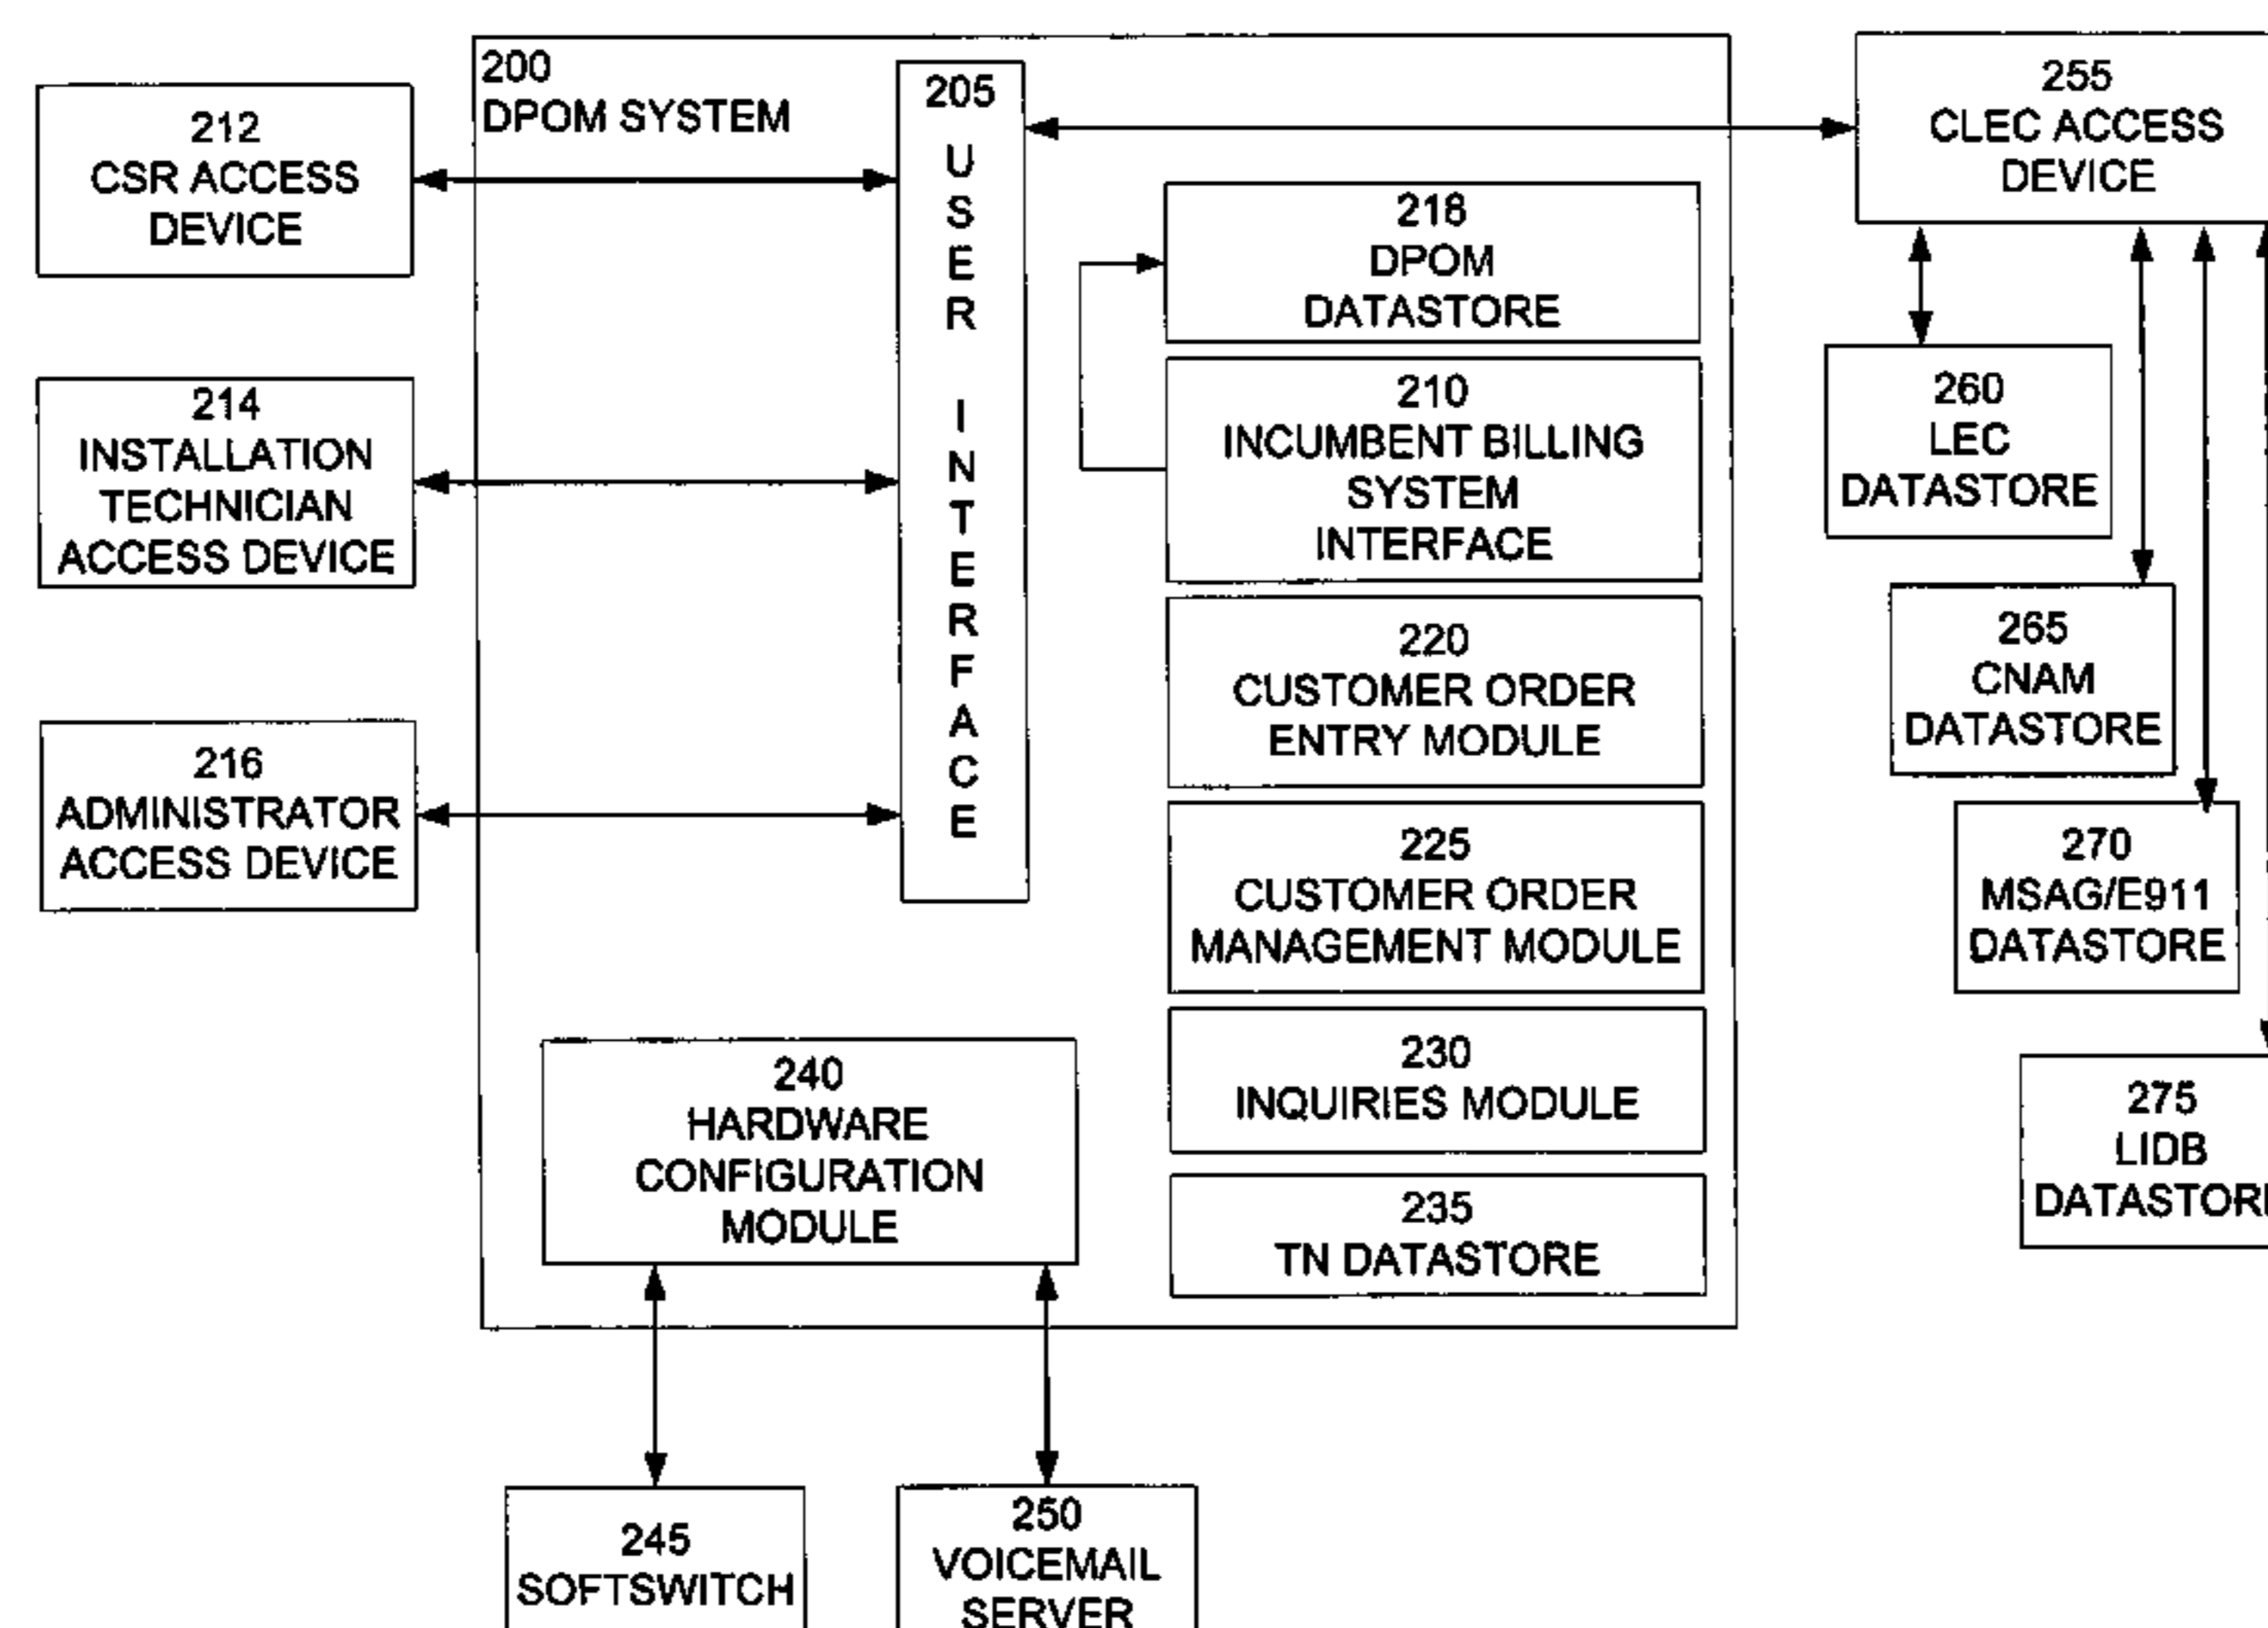 200
DPOM SYSTEM
212
CSR ACCESS
DEVICE
214
INSTALLATION
TECHNICIAN
ACCESS DEVICE
216
ADMINISTRATOR
ACCESS DEVICE
205
USER INTERFACE
218
DPOM
DATASTORE
210
INCUMBENT BILLING
SYSTEM
INTERFACE
220
CUSTOMER ORDER
ENTRY MODULE
225
CUSTOMER ORDER
MANAGEMENT MODULE
230
INQUIRIES MODULE
235
TN DATASTORE
240
HARDWARE
CONFIGURATION
MODULE
245
SOFTSWITCH
250
VOICEMAIL
SERVER
255
CLEC ACCESS
DEVICE
260
LEC
DATASTORE
265
CNAM
DATASTORE
270
MSAG/E911
DATASTORE
275
LIDB
DATASTORE